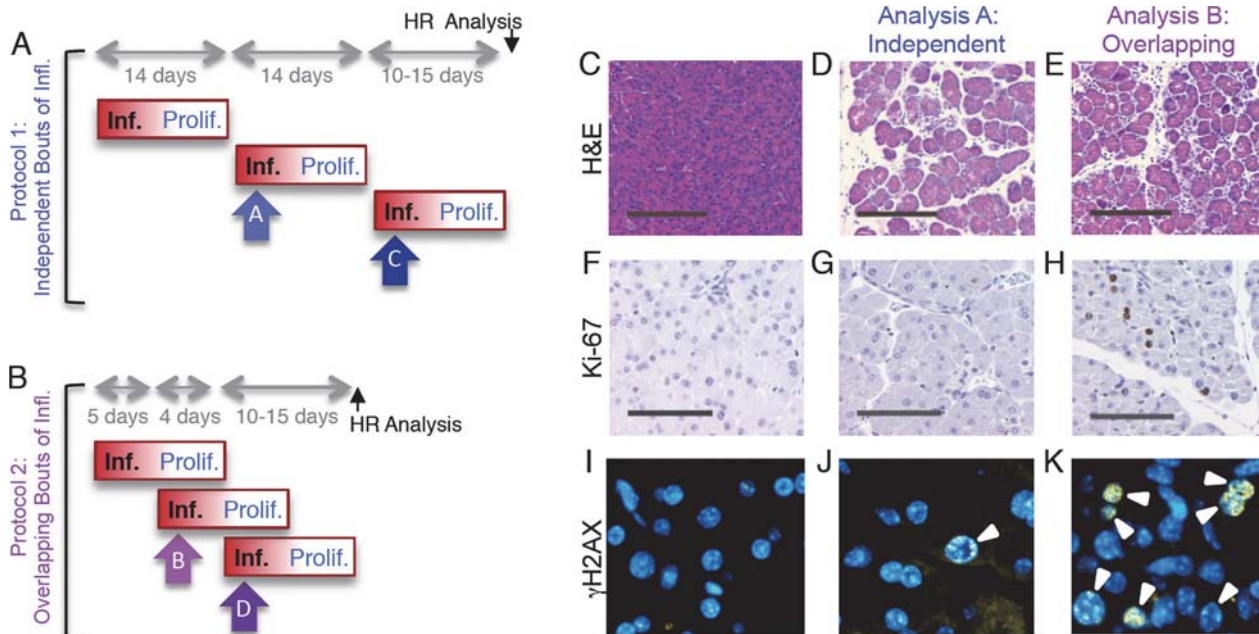 A
HR Analysis
14 days
14 days
10-15 days
Protocol 1:
Independent Bouts of Infl.
Inf. Prolif.
Inf. Prolif.
Inf. Prolif.
A
C
B
5 days
4 days
10-15 days
HR Analysis
Protocol 2:
Overlapping Bouts of Infl.
Inf. Prolif.
Inf. Prolif.
Inf. Prolif.
B
D
Analysis A:
Independent
Analysis B:
Overlapping
C
D
E
H&E
F
G
H
Ki-67
I
J
K
γH2AX